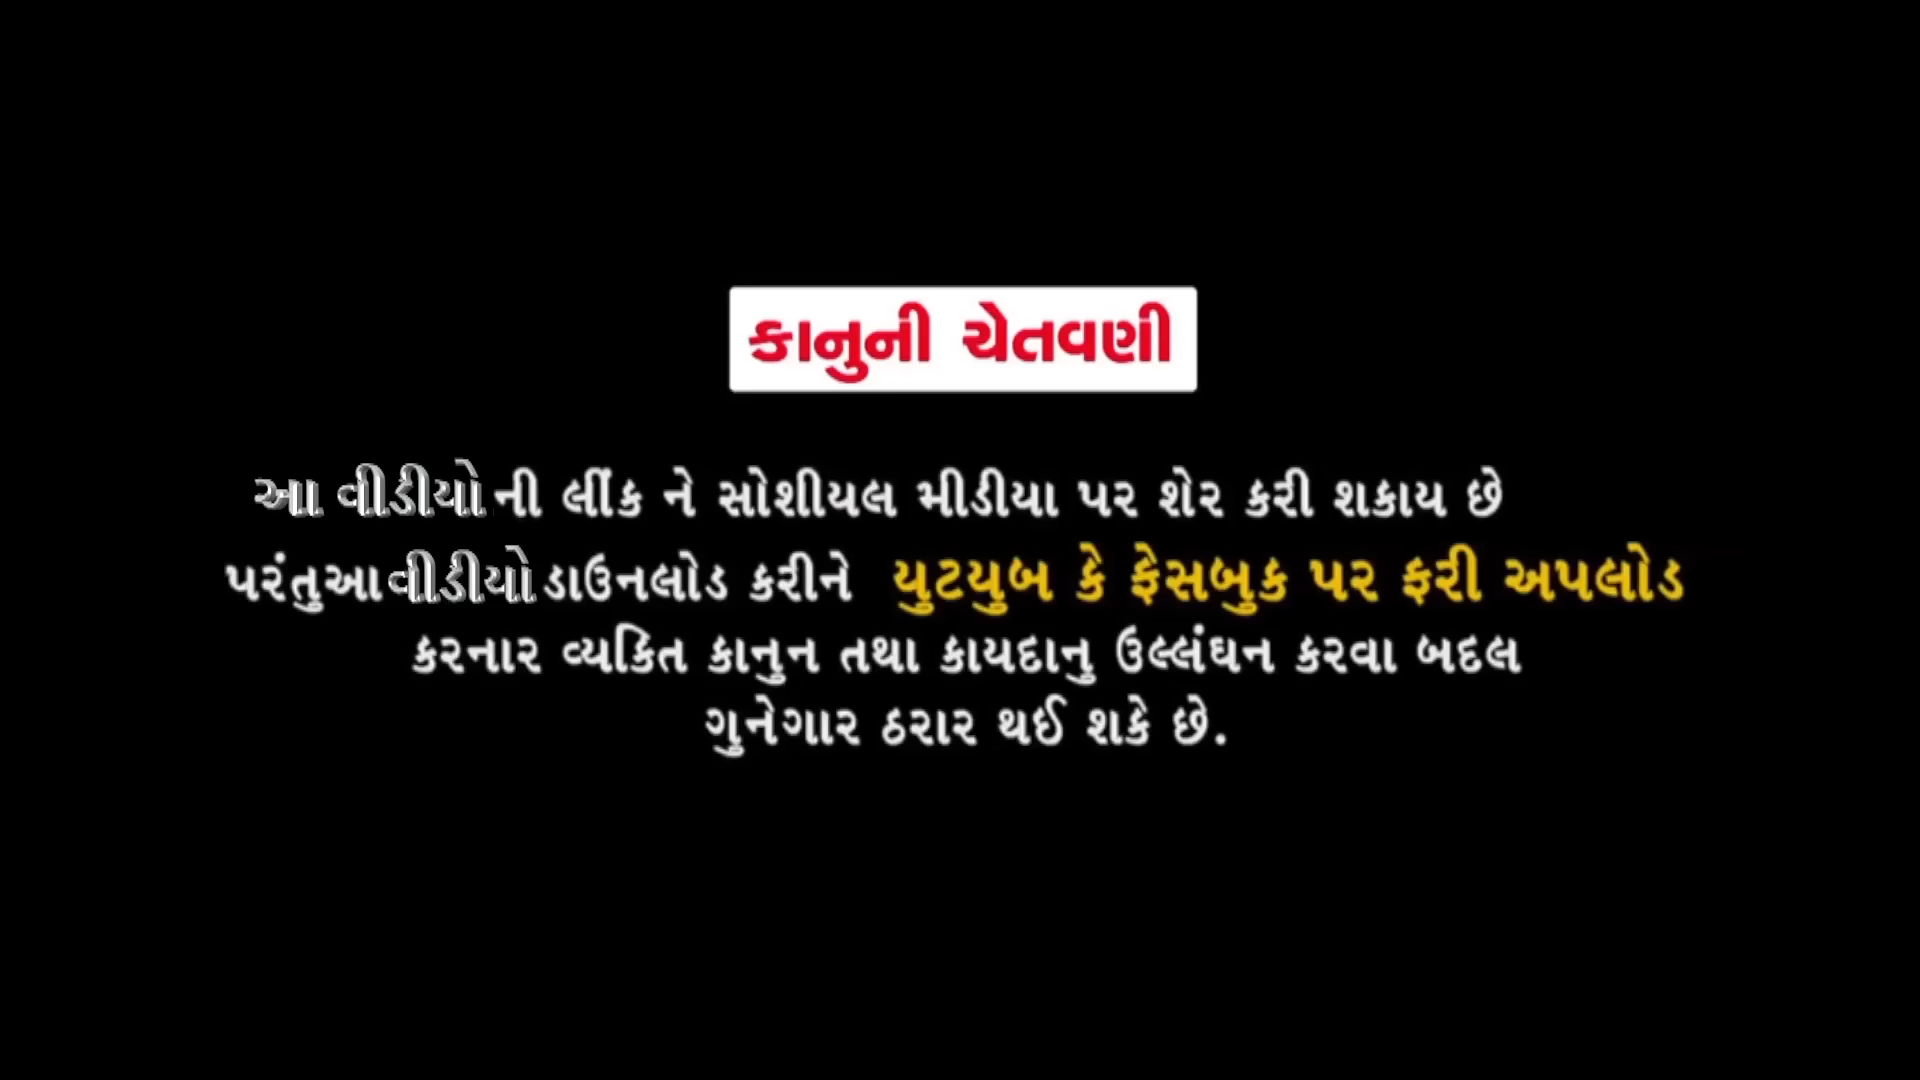 કાનુની ચેતવણી
આ વીડીયો ની લીંક ને સોશીયલ મીડીયા પર શેર કરી શકાય છે
પરંતુઆવીડીયો ડાઉનલોડ કરીને યુટયુબ કે ફેસબુક પર ફરી અપલોડ
કરનાર વ્યકિત કાનુન તથા કાયદાનુ ઉલ્લંઘન કરવા બદલ
ગુનેગાર ઠરાર થઈ શકે છે.